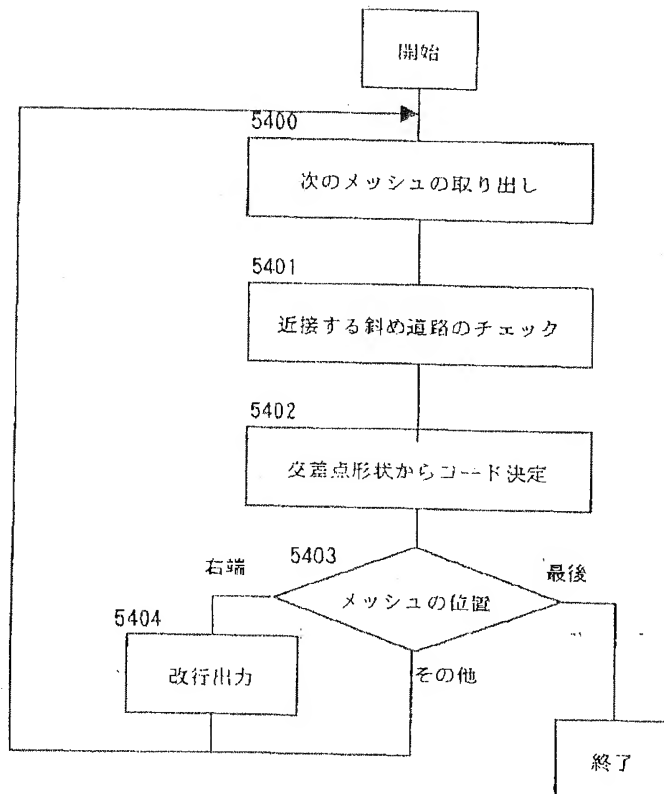 開始
5400
次のメッシュの取り出し
5401
近接する斜め道路のチェック
5402
交差点形状からコード決定
5403
右端
最後
メッシュの位置
5404
改行出力
その他
終了